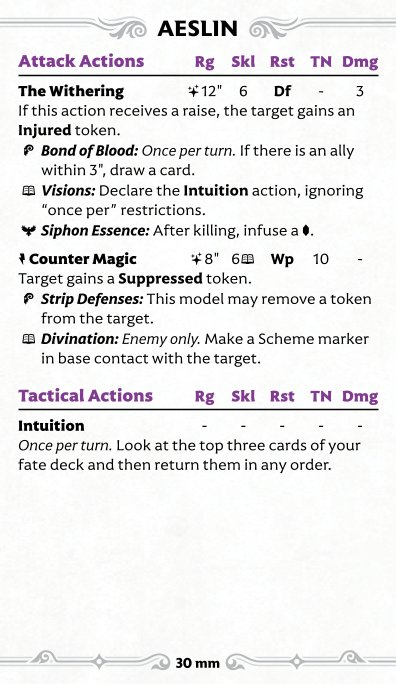 AESLIN
Attack Actions Rg Skl Rst TN Dmg
The Withering 12" 6 Df - 3
If this action receives a raise, the target gains an
Injured token.
Bond of Blood: Once per turn. If there is an ally
within 3", draw a card.
Visions: Declare the Intuition action, ignoring
“once per” restrictions.
Siphon Essence: After killing, infuse a .
Counter Magic 8" 6 Wp 10 -
Target gains a Suppressed token.
Strip Defenses: This model may remove a token
from the target.
Divination: Enemy only. Make a Scheme marker
in base contact with the target.
Tactical Actions Rg Skl Rst TN Dmg
Intuition - - - - -
Once per turn. Look at the top three cards of your
fate deck and then return them in any order.
30 mm